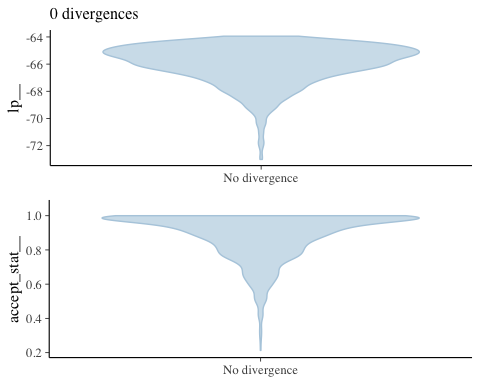 0 divergences
-64
-66
-68
-70
-72
lp__
No divergence
1.0
0.8
0.6
0.4
0.2
accept_stat__
No divergence